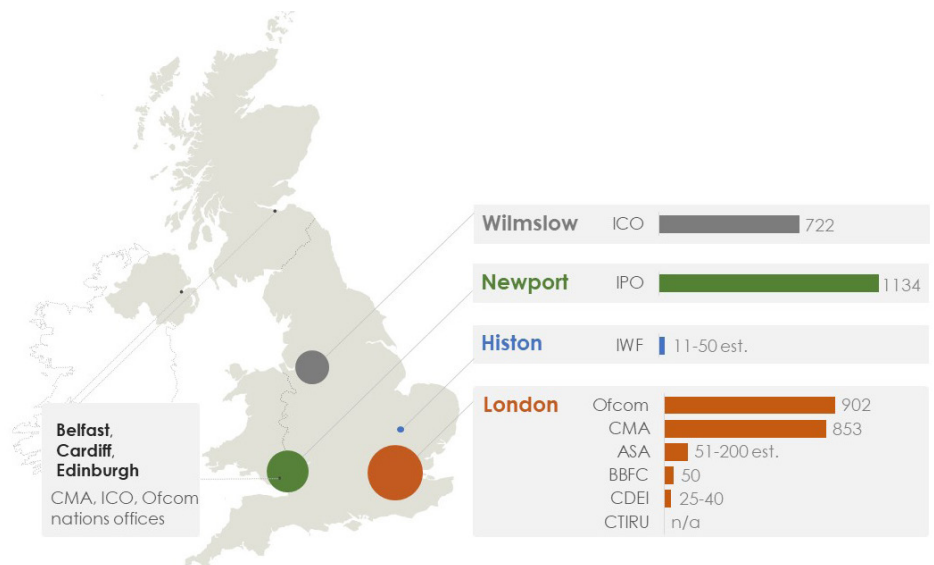 Wilmslow ICO 722
Newport IPO 1134
Histon IWF 11-50 est.
London Ofcom 902
CMA 853
ASA 51-200 est.
BBFC 50
CDEI 25-40
CTIRU n/a
Belfast,
Cardiff,
Edinburgh
CMA, ICO, Ofcom
nations offices